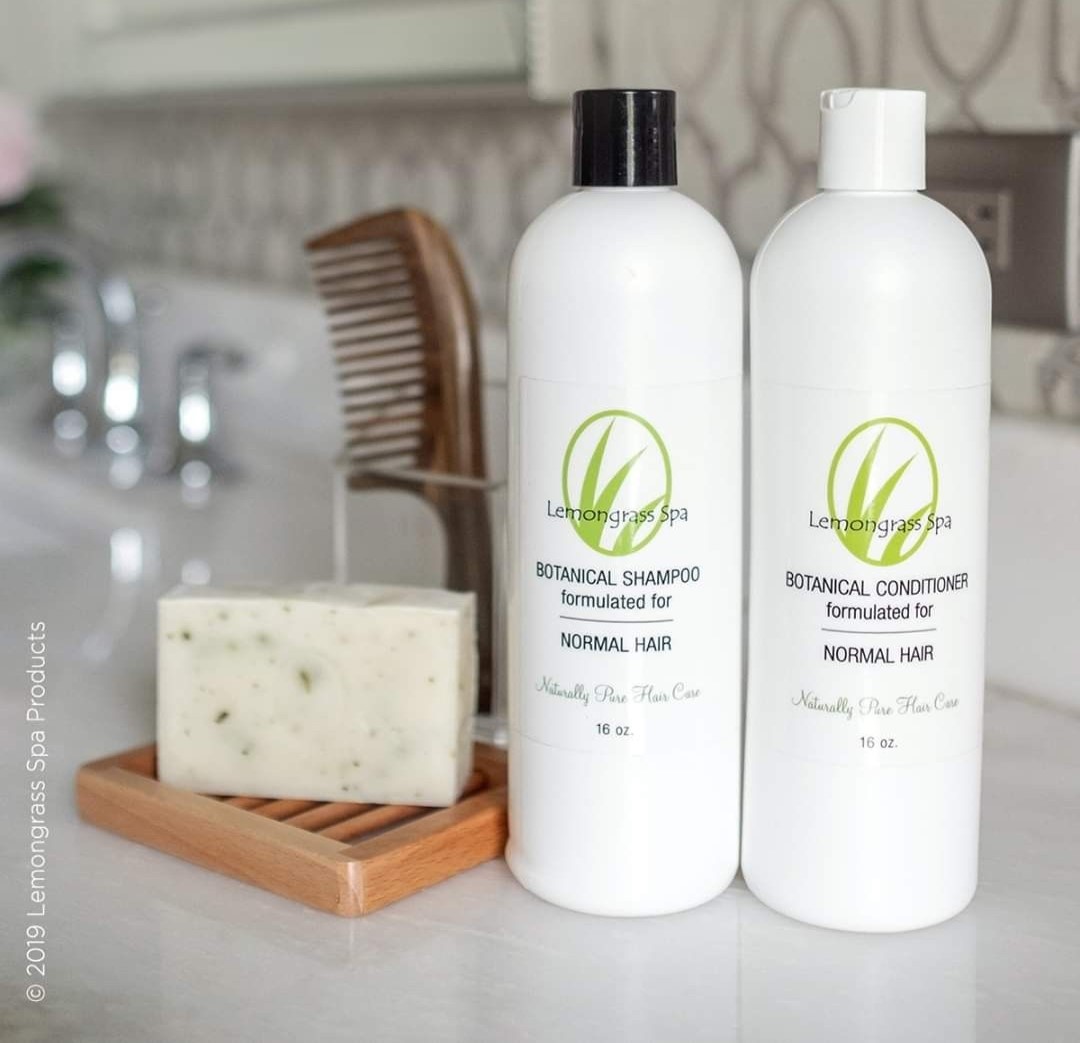 Lemongrass Spa
BOTANICAL SHAMPOO
formulated for
NORMAL HAIR
Naturally Pure Hair Care
16 oz.
Lemongrass Spa
BOTANICAL CONDITIONER
formulated for
NORMAL HAIR
Naturally Pure Hair Care
16 oz.
© 2019 Lemongrass Spa Products